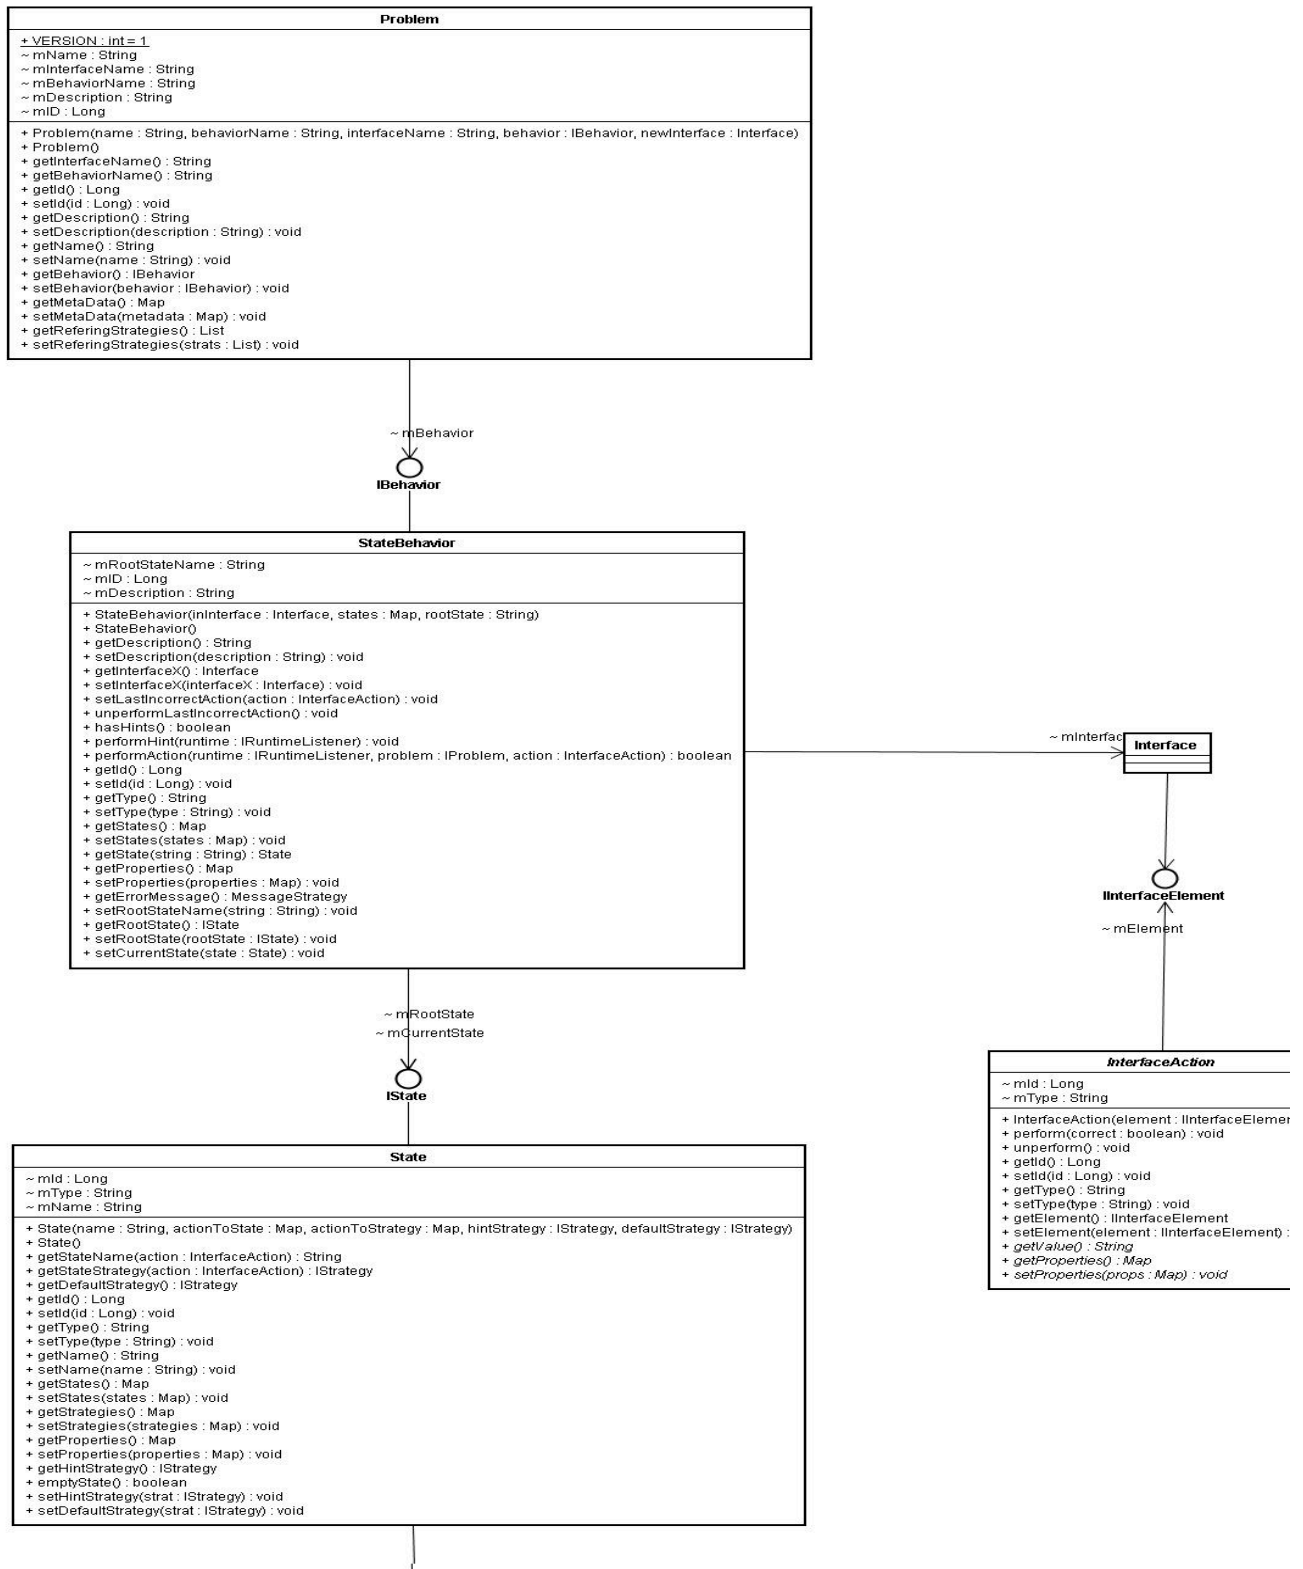 Problem
+ VERSION : int = 1
~ mName : String
~ mInterfaceName : String
~ mBehaviorName : String
~ mDescription : String
~ mID : Long
+ Problem(name : String, behaviorName : String, interfaceName : String, behavior : IBehavior, newInterface : Interface)
+ Problem()
+ getInterfaceName() : String
+ getBehaviorName() : String
+ getId() : Long
+ setId(id : Long) : void
+ getDescription() : String
+ setDescription(description : String) : void
+ getName() : String
+ setName(name : String) : void
+ getBehavior() : IBehavior
+ setBehavior(behavior : IBehavior) : void
+ getMetaData() : Map
+ setMetaData(metadata : Map) : void
+ getReferingStrategies() : List
+ setReferingStrategies(strats : List) : void
~ mBehavior
IBehavior
StateBehavior
~ mRootStateName : String
~ mID : Long
~ mDescription : String
+ StateBehavior(inInterface : Interface, states : Map, rootState : String)
+ StateBehavior()
+ getDescription() : String
+ setDescription(description : String) : void
+ getInterfaceX() : Interface
+ setInterfaceX(interfaceX : Interface) : void
+ setLastIncorrectAction(action : InterfaceAction) : void
+ unperformLastIncorrectAction() : void
+ hasHints() : boolean
+ performHint(runtime : IRuntimeListener) : void
+ performAction(runtime : IRuntimeListener, problem : IProblem, action : InterfaceAction) : boolean
+ getId() : Long
+ setId(id : Long) : void
+ getType() : String
+ setType(type : String) : void
+ getStates() : Map
+ setStates(states : Map) : void
+ getState(string : String) : State
+ getProperties() : Map
+ setProperties(properties : Map) : void
+ getErrorMessage() : MessageStrategy
+ setRootStateName(string : String) : void
+ getRootState() : IState
+ setRootState(rootState : IState) : void
+ setCurrentState(state : State) : void
~ mInterfac
Interface
IInterfaceElement
~ mElement
InterfaceAction
~ mId : Long
~ mType : String
+ InterfaceAction(element : IInterfaceElemen
+ perform(correct : boolean) : void
+ unperform() : void
+ getId() : Long
+ setId(id : Long) : void
+ getType() : String
+ setType(type : String) : void
+ getElement() : IInterfaceElement
+ setElement(element : IInterfaceElement) :
+ getValue() : String
+ getProperties() : Map
+ setProperties(props : Map) : void
~ mRootState
~ mCurrentState
IState
State
~ mId : Long
~ mType : String
~ mName : String
+ State(name : String, actionToState : Map, actionToStrategy : Map, hintStrategy : IStrategy, defaultStrategy : IStrategy)
+ State()
+ getStateName(action : InterfaceAction) : String
+ getStateStrategy(action : InterfaceAction) : IStrategy
+ getDefaultStrategy() : IStrategy
+ getId() : Long
+ setId(id : Long) : void
+ getType() : String
+ setType(type : String) : void
+ getName() : String
+ setName(name : String) : void
+ getStates() : Map
+ setStates(states : Map) : void
+ getStrategies() : Map
+ setStrategies(strategies : Map) : void
+ getProperties() : Map
+ setProperties(properties : Map) : void
+ getHintStrategy() : IStrategy
+ emptyState() : boolean
+ setHintStrategy(strat : IStrategy) : void
+ setDefaultStrategy(strat : IStrategy) : void